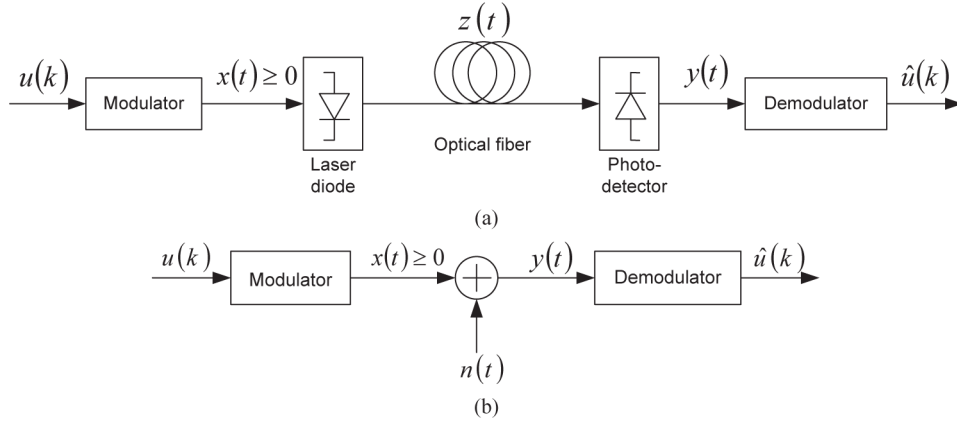 z(t)
u(k) Modulator x(t) ≥ 0 y(t) Demodulator û(k)
Optical fiber
Laser diode
Photo-detector
(a)
u(k) Modulator x(t) ≥ 0 y(t) Demodulator û(k)
n(t)
(b)